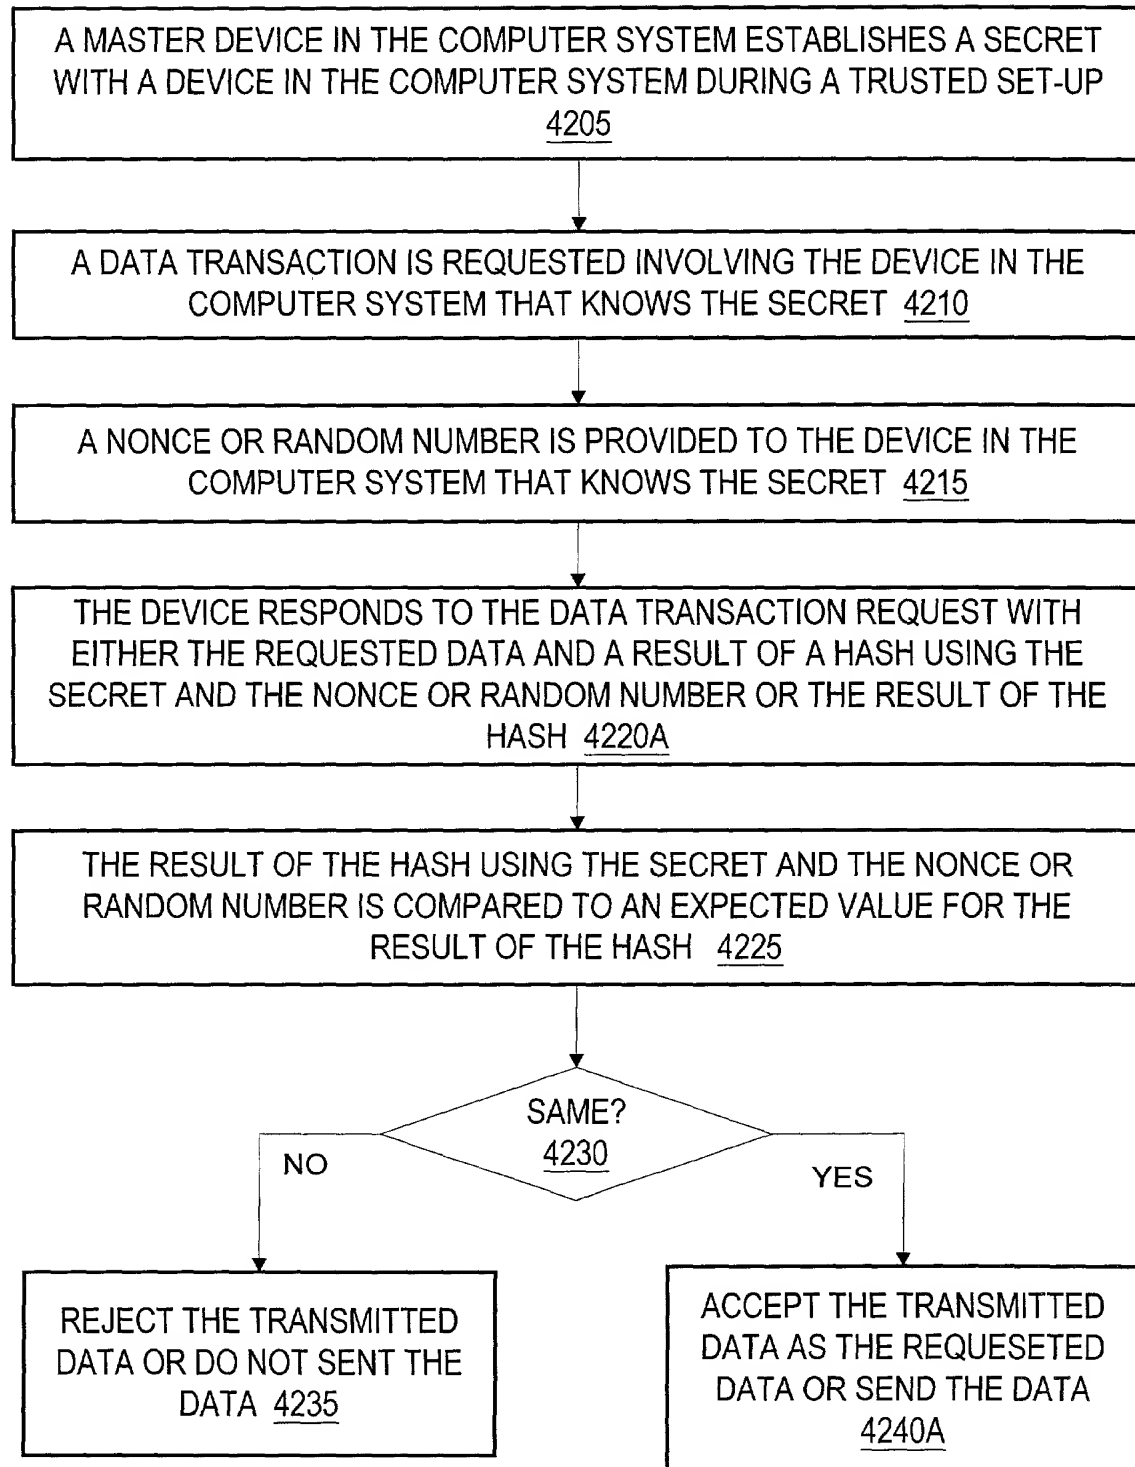 A MASTER DEVICE IN THE COMPUTER SYSTEM ESTABLISHES A SECRET
WITH A DEVICE IN THE COMPUTER SYSTEM DURING A TRUSTED SET-UP
4205
A DATA TRANSACTION IS REQUESTED INVOLVING THE DEVICE IN THE
COMPUTER SYSTEM THAT KNOWS THE SECRET 4210
A NONCE OR RANDOM NUMBER IS PROVIDED TO THE DEVICE IN THE
COMPUTER SYSTEM THAT KNOWS THE SECRET 4215
THE DEVICE RESPONDS TO THE DATA TRANSACTION REQUEST WITH
EITHER THE REQUESTED DATA AND A RESULT OF A HASH USING THE
SECRET AND THE NONCE OR RANDOM NUMBER OR THE RESULT OF THE
HASH 4220A
THE RESULT OF THE HASH USING THE SECRET AND THE NONCE OR
RANDOM NUMBER IS COMPARED TO AN EXPECTED VALUE FOR THE
RESULT OF THE HASH 4225
SAME?
4230
NO
YES
REJECT THE TRANSMITTED
DATA OR DO NOT SENT THE
DATA 4235
ACCEPT THE TRANSMITTED
DATA AS THE REQUESETED
DATA OR SEND THE DATA
4240A